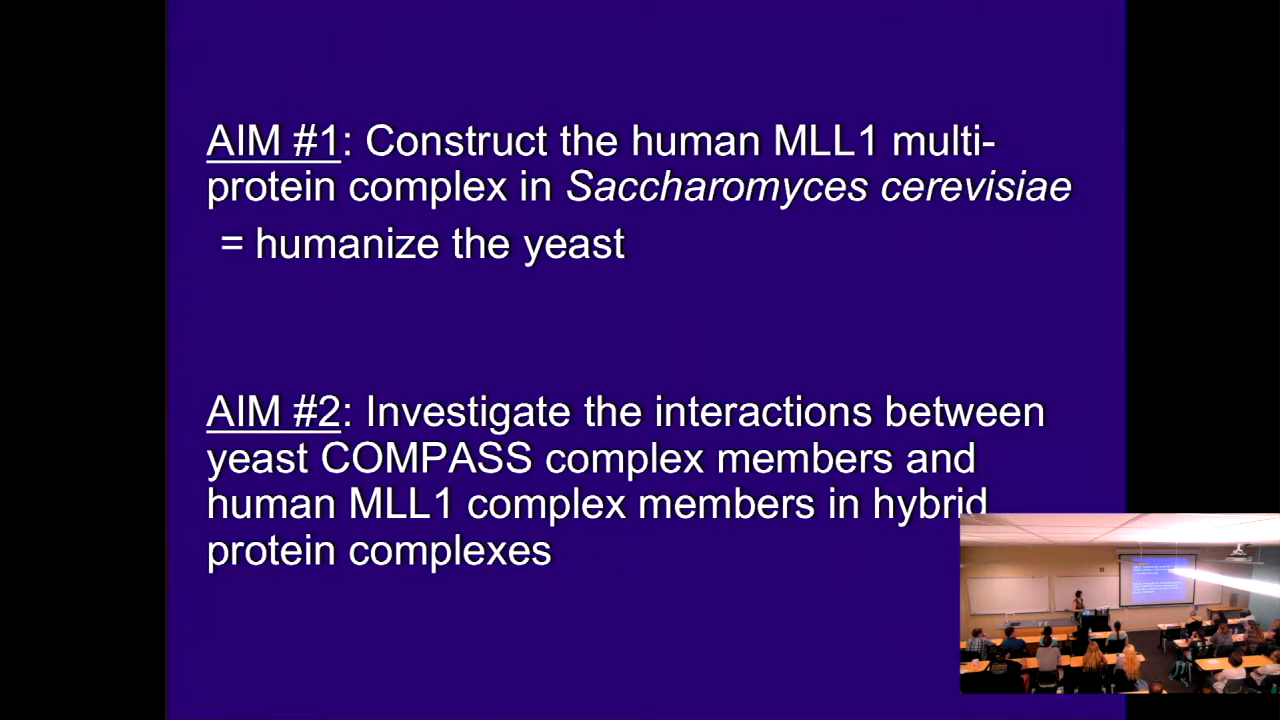 AIM #1: Construct the human MLL1 multi-
protein complex in Saccharomyces cerevisiae
= humanize the yeast
AIM #2: Investigate the interactions between
yeast COMPASS complex members and
human MLL1 complex members in hybrid
protein complexes